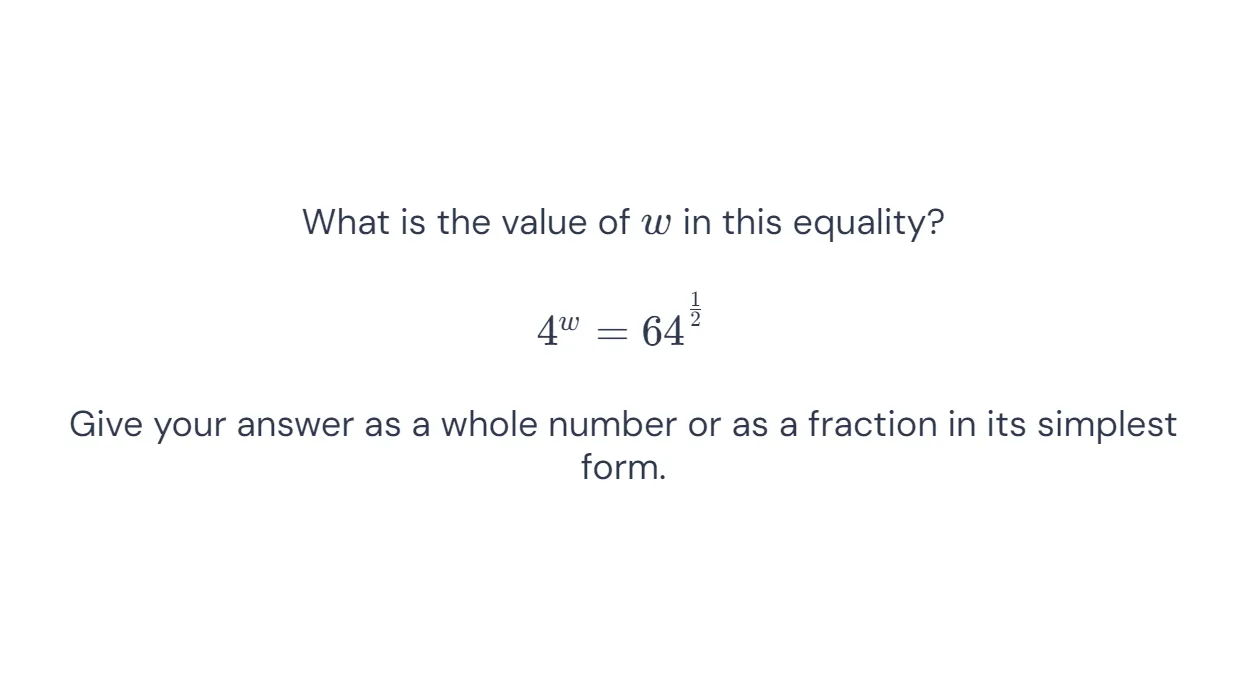 What is the value of w in this equality?
4^w = 64^{1/2}
Give your answer as a whole number or as a fraction in its simplest
form.